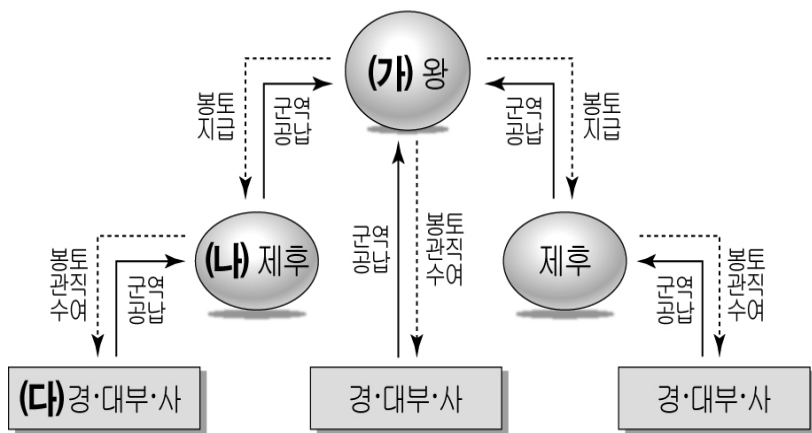 (가) 왕
봉토
지급
군역
공납
군역
공납
봉토
지급
(나) 제후
제후
봉토
관직
수여
군역
공납
군역
공납
봉토
관직
수여
군역
공납
봉토
관직
수여
(다) 경·대부·사
경·대부·사
경·대부·사